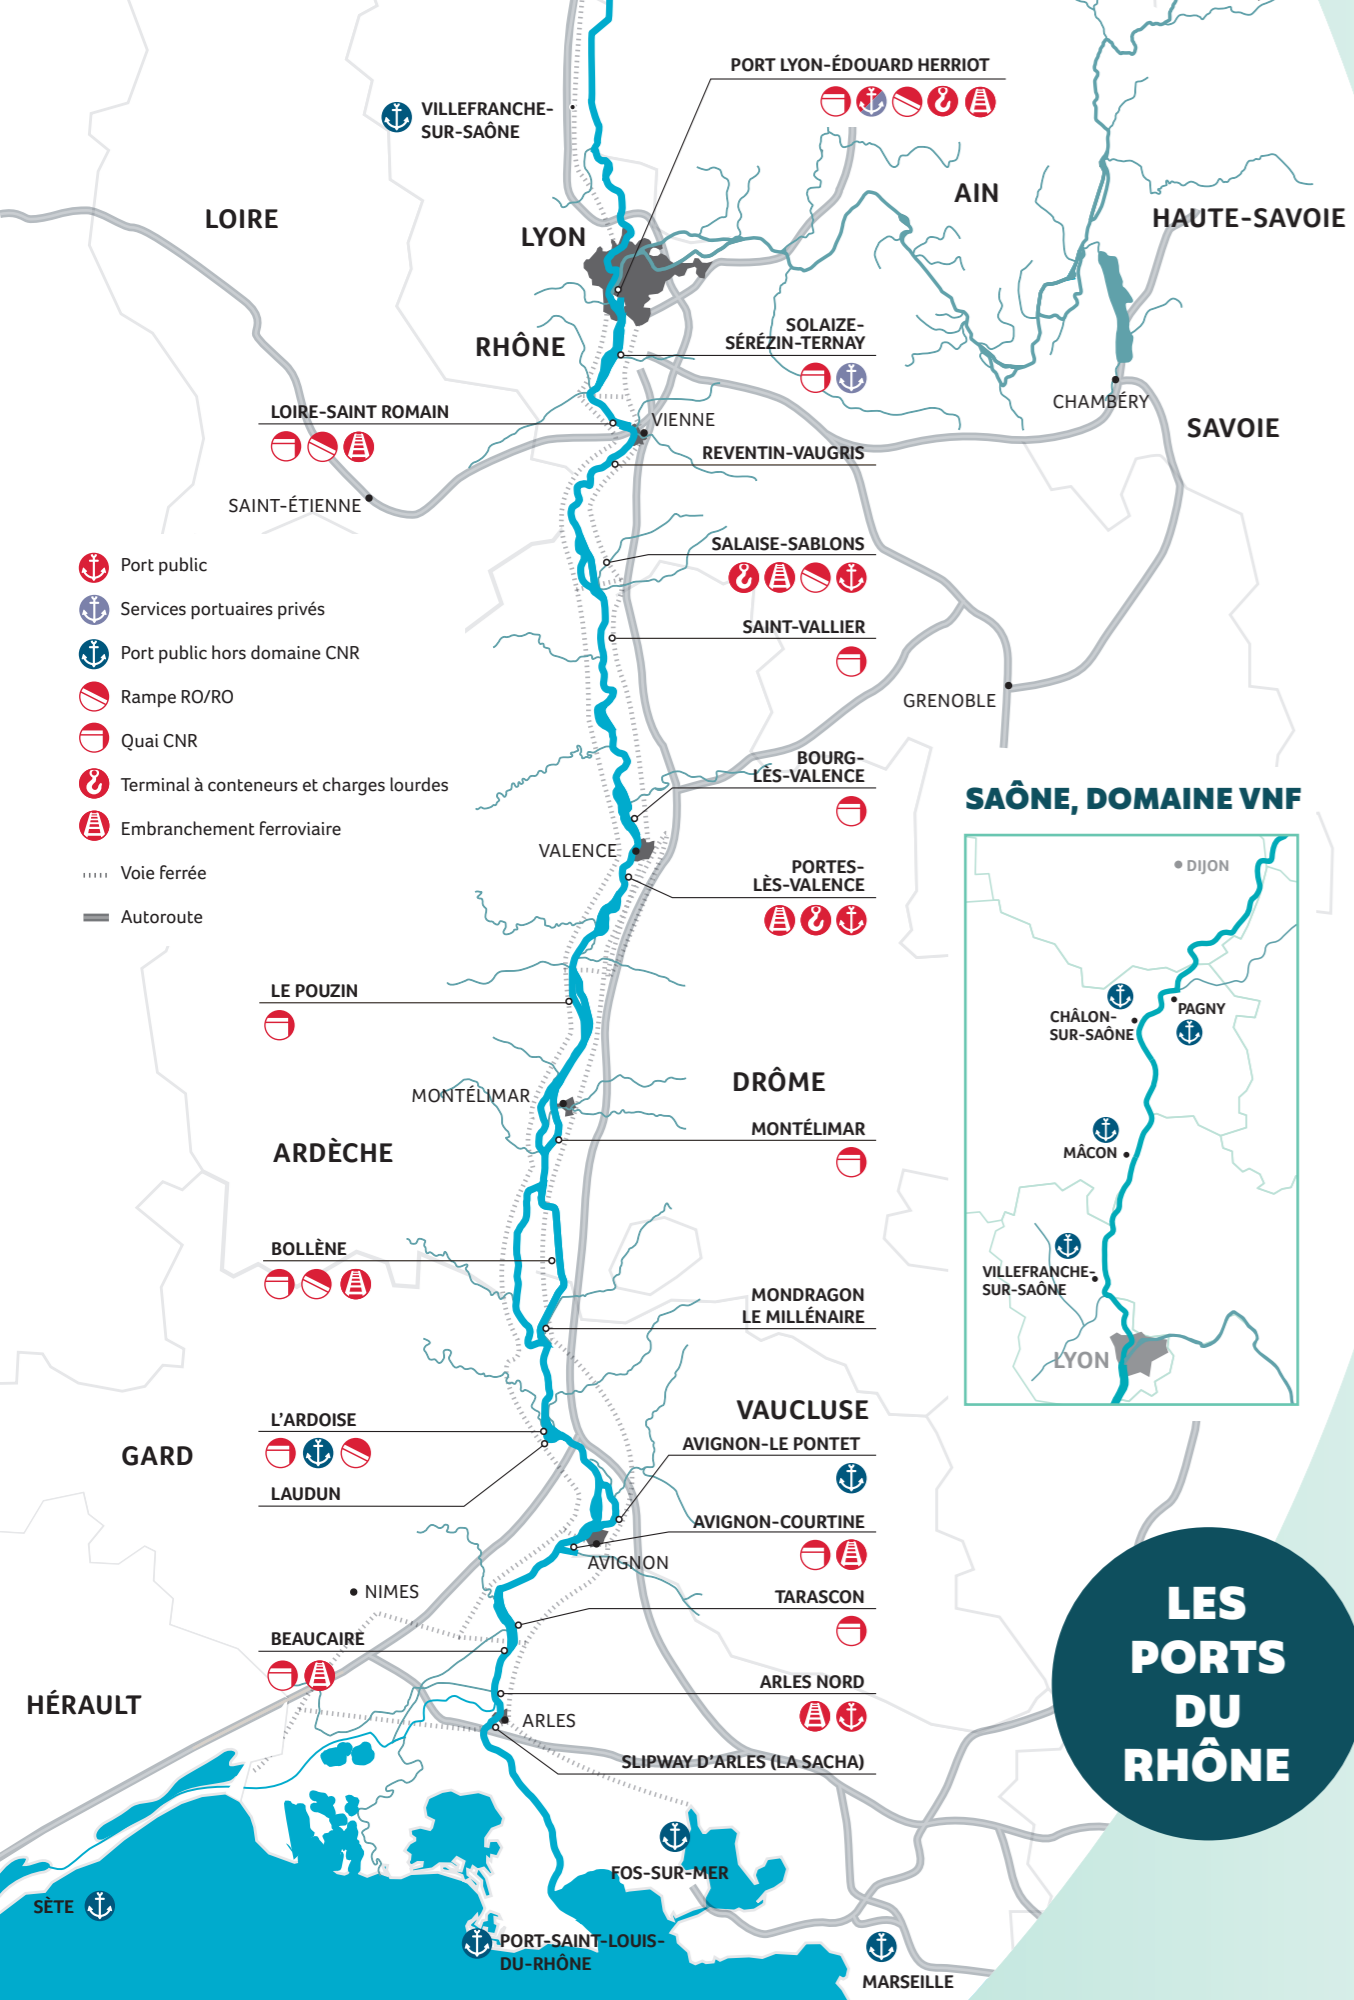 PORT LYON-ÉDOUARD HERRIOT
VILLEFRANCHE-
SUR-SAÔNE
AIN
LOIRE
HAUTE-SAVOIE
LYON
SOLAIZE-
SÉRÉZIN-TERNAY
RHÔNE
CHAMBÉRY
LOIRE-SAINT ROMAIN
VIENNE
SAVOIE
REVENTIN-VAUGRIS
SAINT-ÉTIENNE
SALAISE-SABLONS
Port public
Services portuaires privés
Port public hors domaine CNR
Rampe RO/RO
Quai CNR
Terminal à conteneurs et charges lourdes
Embranchement ferroviaire
Voie ferrée
Autoroute
SAINT-VALLIER
GRENOBLE
BOURG-
LÈS-VALENCE
VALENCE
PORTES-
LÈS-VALENCE
SAÔNE, DOMAINE VNF
DIJON
PAGNY
CHÂLON-
SUR-SAÔNE
MÂCON
VILLEFRANCHE-
SUR-SAÔNE
LYON
LE POUZIN
DRÔME
MONTÉLIMAR
MONTÉLIMAR
ARDÈCHE
BOLLÈNE
MONDRAGON
LE MILLÉNAIRE
VAUCLUSE
L'ARDOISE
AVIGNON-LE PONTET
GARD
LAUDUN
AVIGNON-COURTINE
AVIGNON
NIMES
TARASCON
BEAUCAIRE
ARLES NORD
HÉRAULT
ARLES
SLIPWAY D'ARLES (LA SACHA)
LES
PORTS
DU
RHÔNE
FOS-SUR-MER
SÈTE
PORT-SAINT-LOUIS-
DU-RHÔNE
MARSEILLE